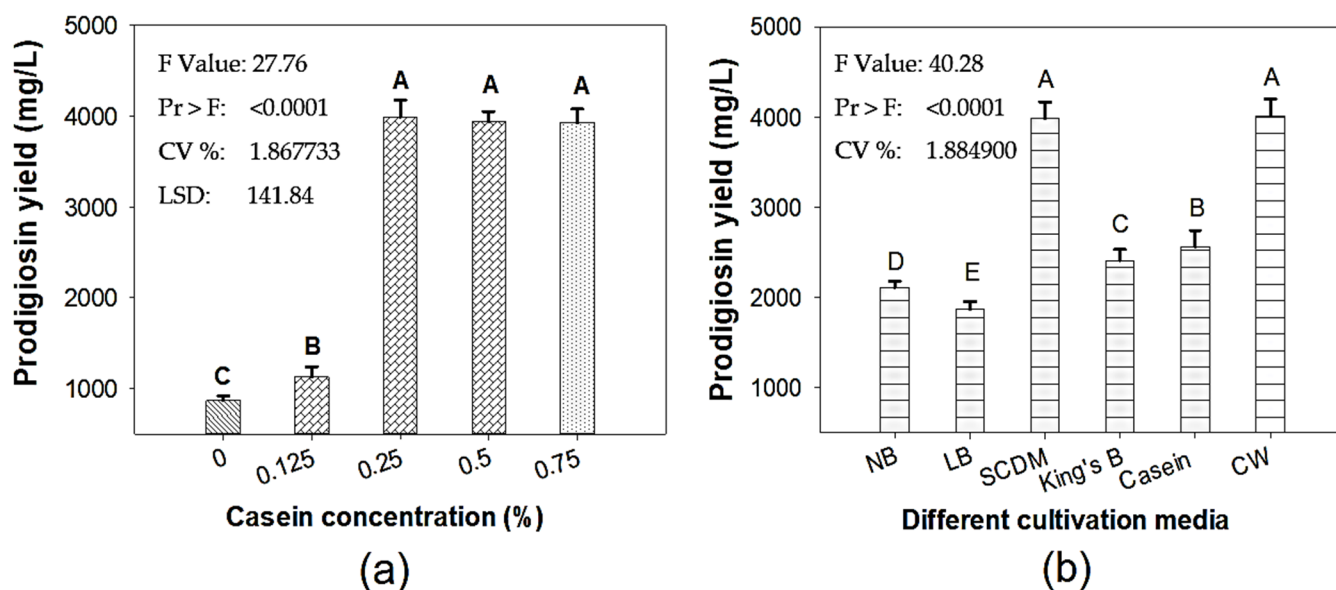 5000
4000
3000
2000
1000
Prodigiosin yield (mg/L)
F Value: 27.76
Pr > F: <0.0001
CV %: 1.867733
LSD: 141.84
C
B
A
A
A
0
0.125
0.25
0.5
0.75
Casein concentration (%)
(a)
5000
4000
3000
2000
1000
Prodigiosin yield (mg/L)
F Value: 40.28
Pr > F: <0.0001
CV %: 1.884900
D
E
A
C
B
A
NB
LB
SCDM
King's B
Casein
CW
Different cultivation media
(b)